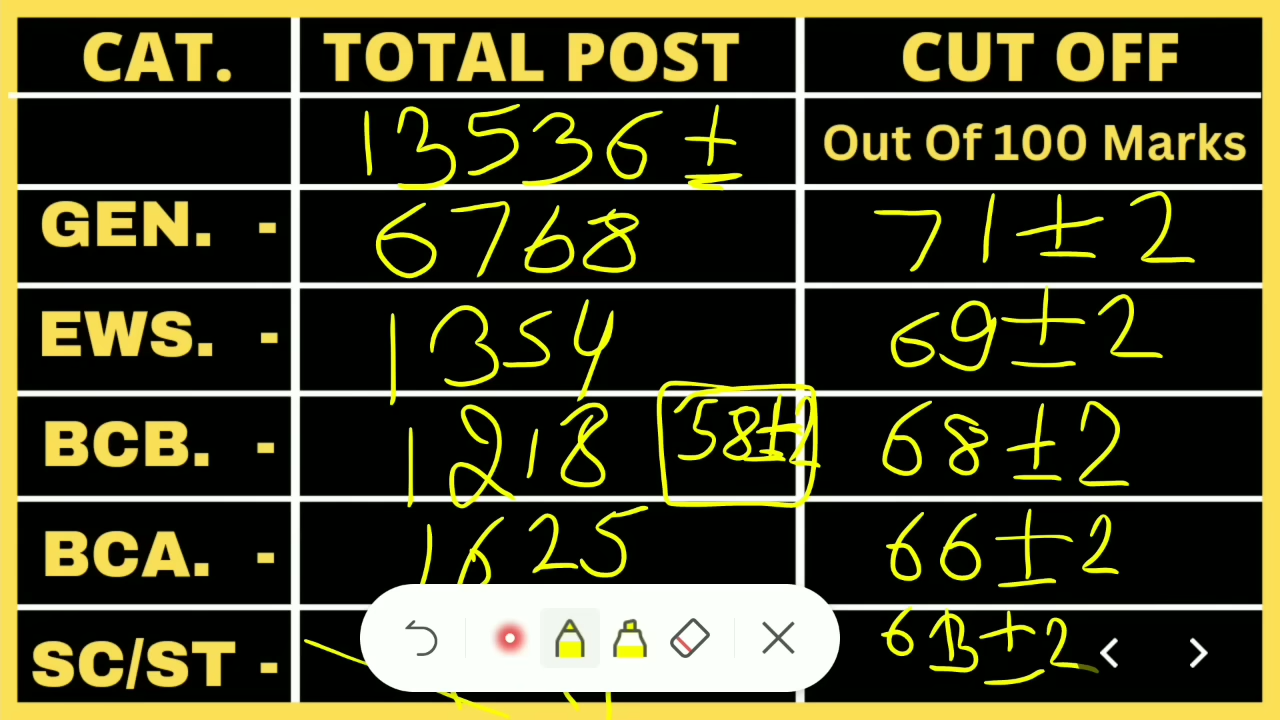 CAT. TOTAL POST CUT OFF
13536 ± Out Of 100 Marks
GEN. - 6768 71 ± 2
EWS. - 1354 69 ± 2
BCB. - 1218 58±2 68 ± 2
BCA. - 1625 66 ± 2
SC/ST - ± 2